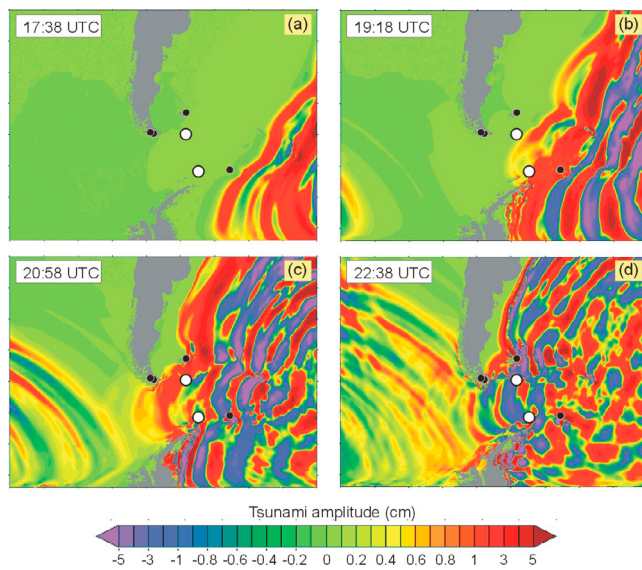 17:38 UTC
(a)
19:18 UTC
(b)
20:58 UTC
(c)
22:38 UTC
(d)
Tsunami amplitude (cm)
-5 -3 -1 -0.8 -0.6 -0.4 -0.2 0 0.2 0.4 0.6 0.8 1 3 5